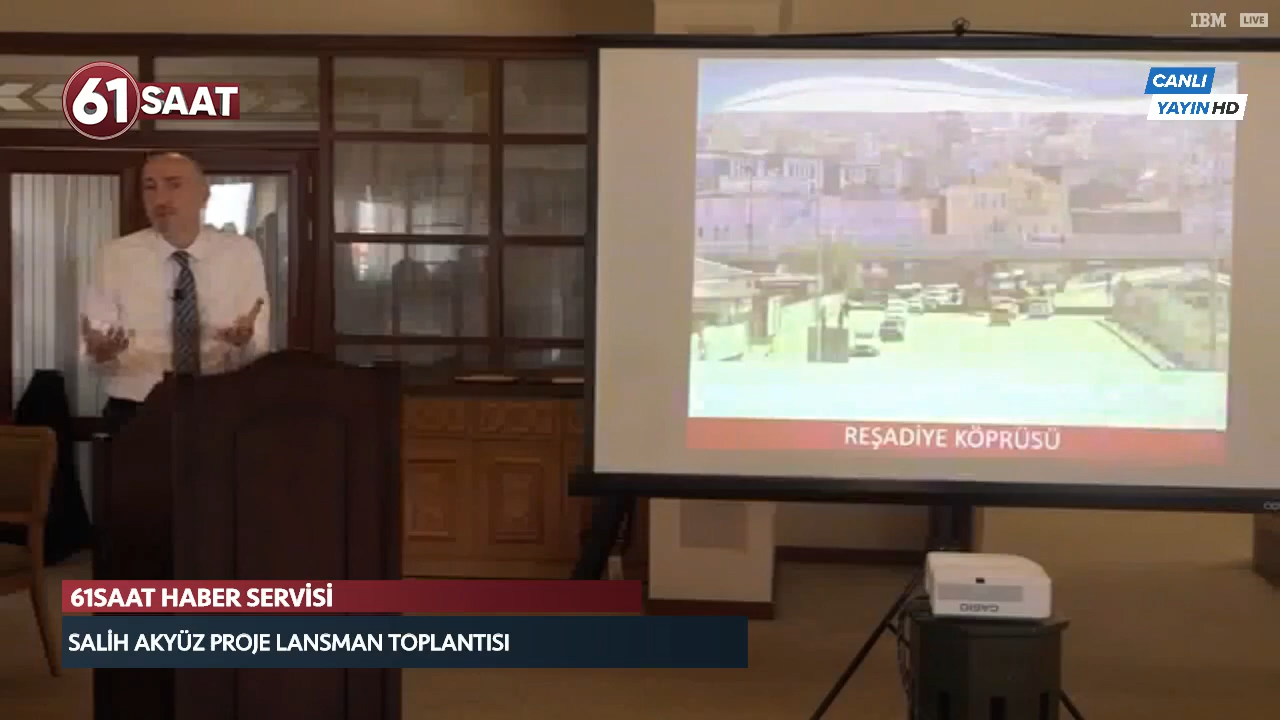 IBM LIVE
61SAAT
CANLI
YAYIN HD
REŞADİYE KÖPRÜSÜ
CASIO
61SAAT HABER SERVİSİ
SALİH AKYÜZ PROJE LANSMAN TOPLANTISI